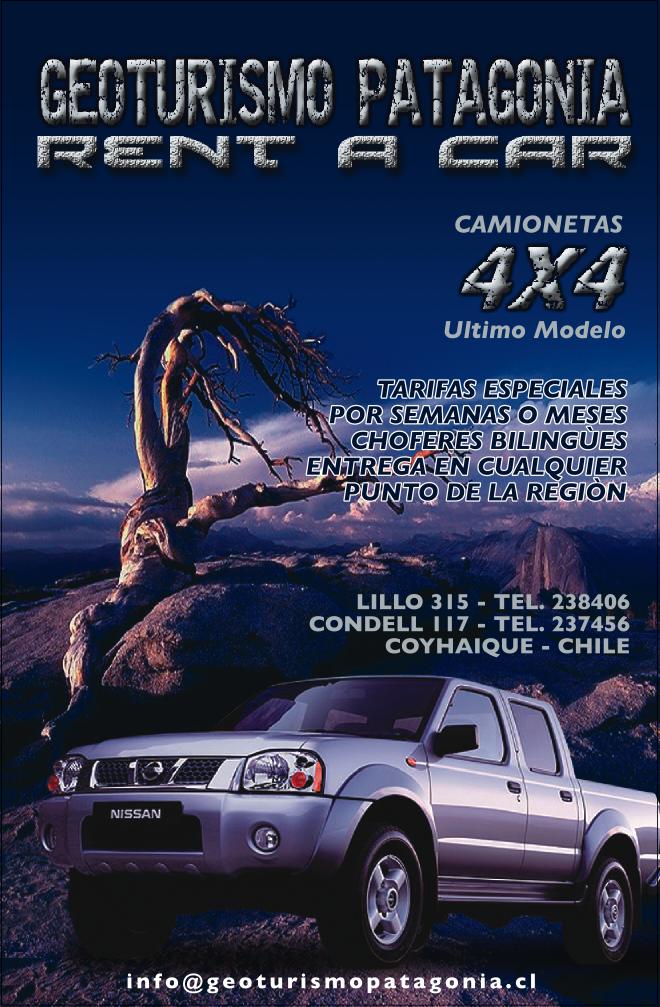 GEOTURISMO PATAGONIA
RENT A CAR
CAMIONETAS
4X4
Ultimo Modelo
TARIFAS ESPECIALES
POR SEMANAS O MESES
CHOFERES BILINGÙES
ENTREGA EN CUALQUIER
PUNTO DE LA REGIÒN
LILLO 315 - TEL. 238406
CONDELL 117 - TEL. 237456
COYHAIQUE - CHILE
NISSAN
info@geoturismopatagonia.cl